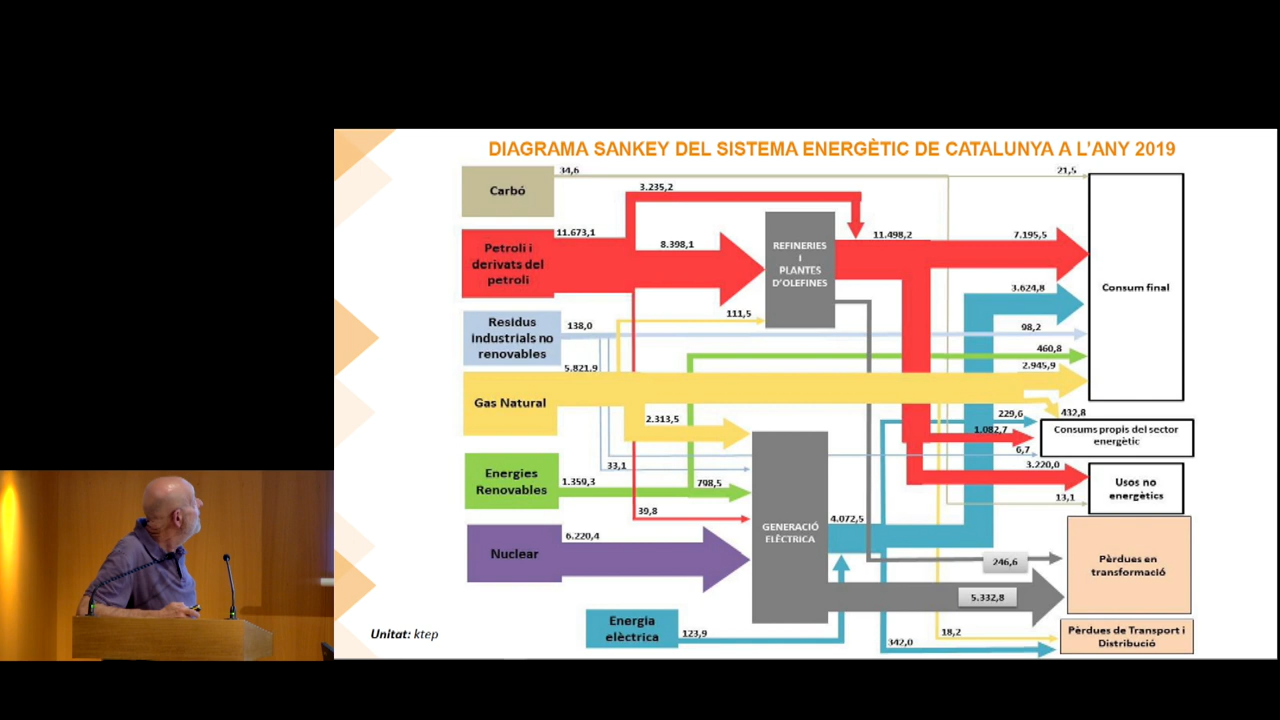 DIAGRAMA SANKEY DEL SISTEMA ENERGÈTIC DE CATALUNYA A L'ANY 2019
Carbó
34,6
21,5
3.235,2
Petroli i
derivats del
petroli
11.673,1
8.398,1
REFINERIES
I
PLANTES
D'OLEFINES
11.498,2
7.195,5
Consum final
3.624,8
Residus
industrials no
renovables
138,0
111,5
98,2
460,8
5.821,9
2.945,9
Gas Natural
2.313,5
229,6
432,8
1.082,7
Consums propis del sector
energètic
6,7
33,1
3.220,0
Energies
Renovables
1.359,3
798,5
Usos no
energètics
13,1
39,8
GENERACIÓ
ELÈCTRICA
4.072,5
Nuclear
6.220,4
246,6
Pèrdues en
transformació
5.332,8
Energia
elèctrica
123,9
18,2
342,0
Pèrdues de Transport i
Distribució
Unitat: ktep